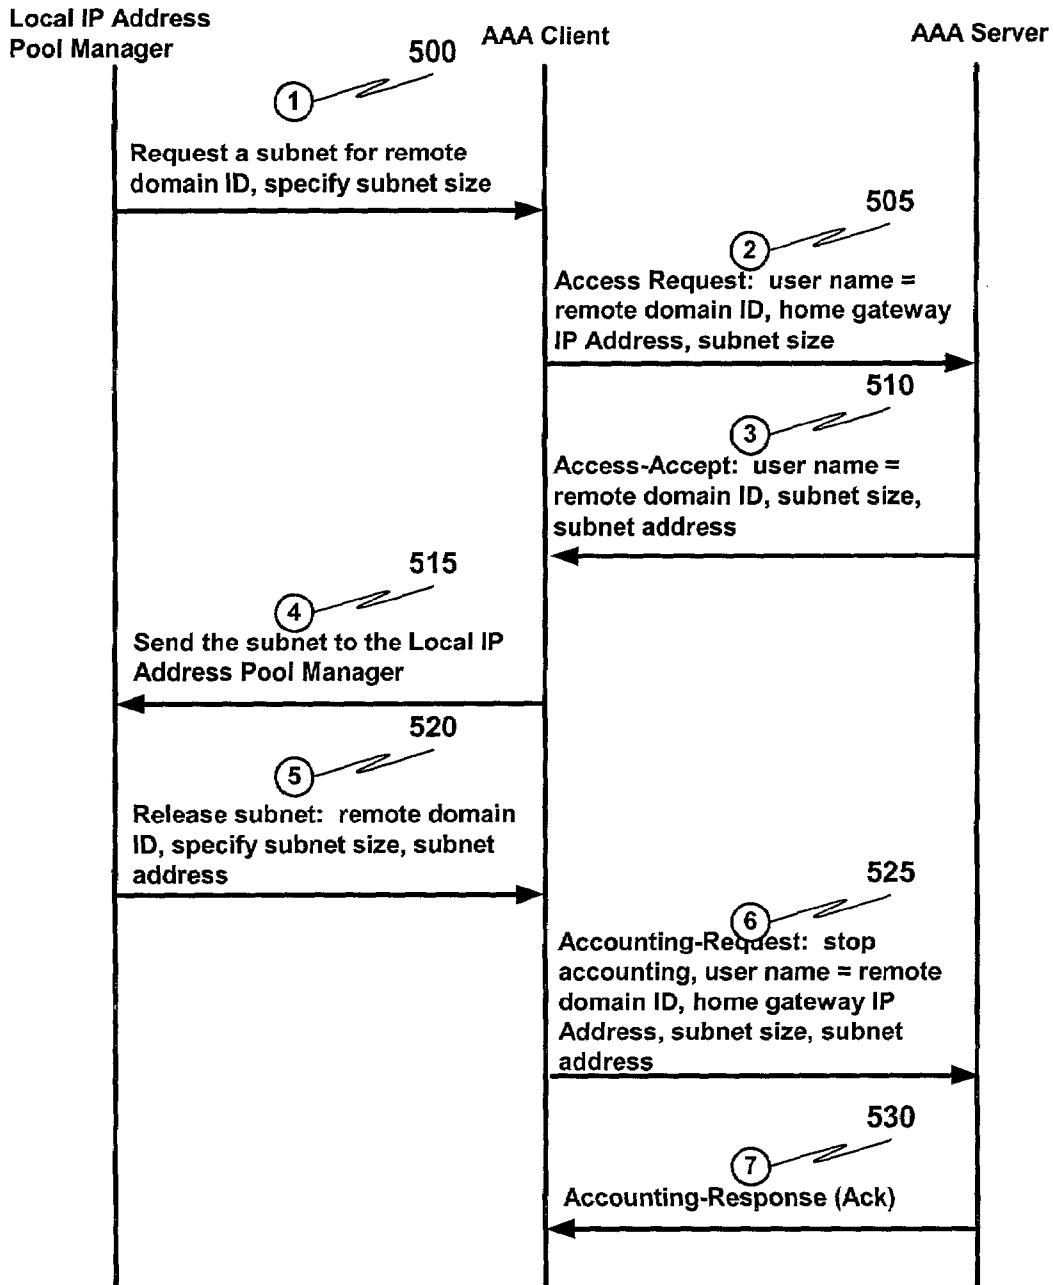 Local IP Address
Pool Manager
AAA Client
AAA Server
500
1
Request a subnet for remote
domain ID, specify subnet size
505
2
Access Request: user name =
remote domain ID, home gateway
IP Address, subnet size
510
3
Access-Accept: user name =
remote domain ID, subnet size,
subnet address
515
4
Send the subnet to the Local IP
Address Pool Manager
520
5
Release subnet: remote domain
ID, specify subnet size, subnet
address
525
6
Accounting-Request: stop
accounting, user name = remote
domain ID, home gateway IP
Address, subnet size, subnet
address
530
7
Accounting-Response (Ack)